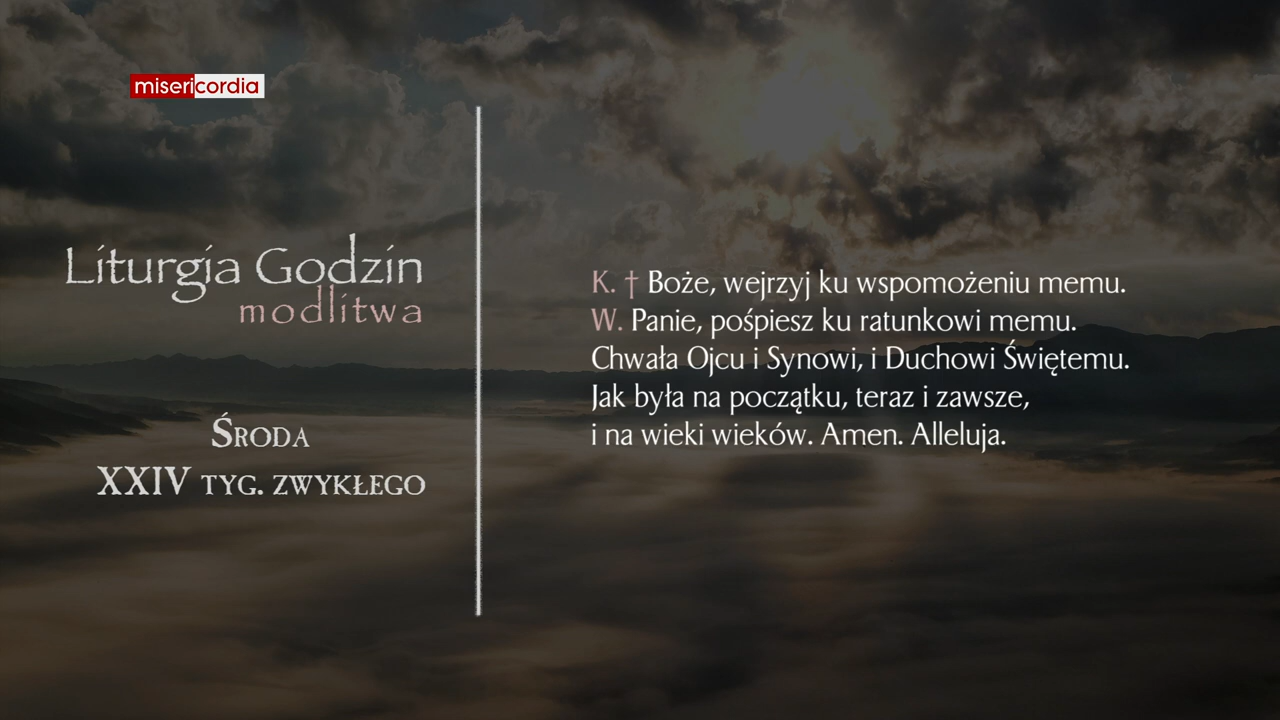 misericordia
Liturgia Godzin
modlitwa
Środa
XXIV tyg. zwykłego
K. † Boże, wejrzyj ku wspomożeniu memu.
W. Panie, pośpiesz ku ratunkowi memu.
Chwała Ojcu i Synowi, i Duchowi Świętemu.
Jak była na początku, teraz i zawsze,
i na wieki wieków. Amen. Alleluja.